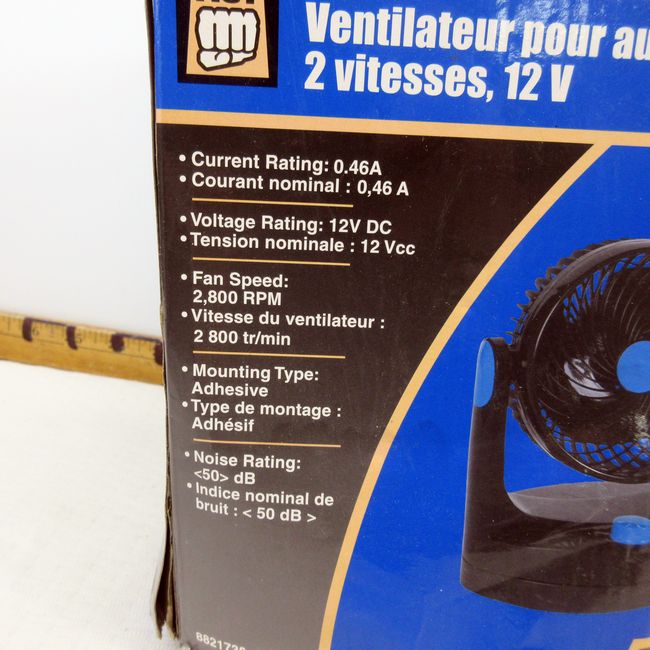 Ventilateur pour au
2 vitesses, 12 V
• Current Rating: 0.46A
• Courant nominal : 0,46 A
• Voltage Rating: 12V DC
• Tension nominale : 12 Vcc
• Fan Speed:
2,800 RPM
• Vitesse du ventilateur :
2 800 tr/min
• Mounting Type:
Adhesive
• Type de montage :
Adhésif
• Noise Rating:
<50> dB
• Indice nominal de
bruit : < 50 dB >